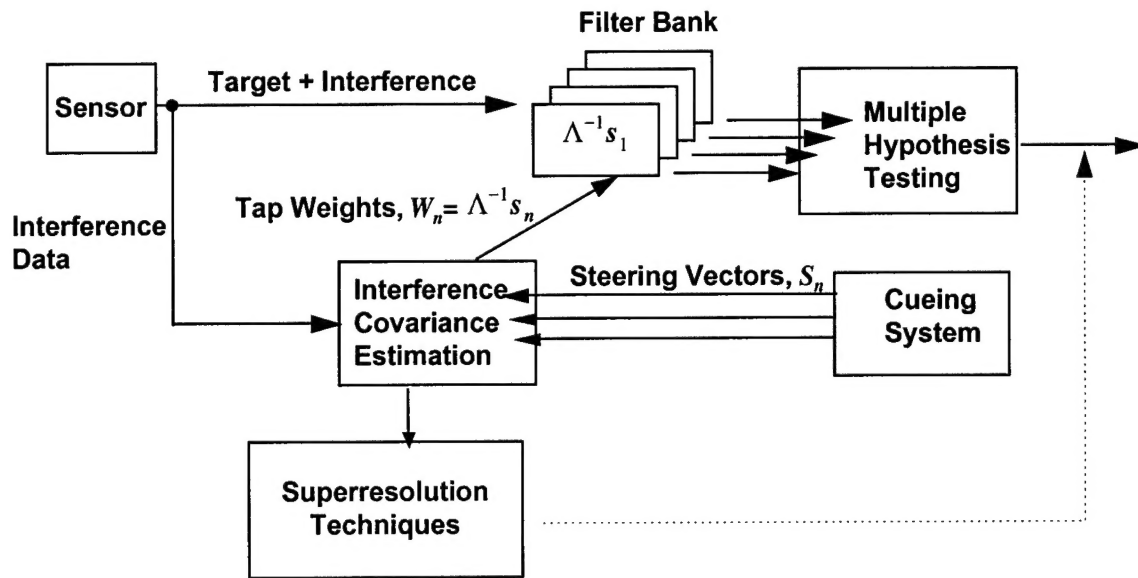 Filter Bank
Sensor
Target + Interference
Λ⁻¹s₁
Multiple
Hypothesis
Testing
Interference
Data
Tap Weights, Wₙ= Λ⁻¹sₙ
Interference
Covariance
Estimation
Steering Vectors, Sₙ
Cueing
System
Superresolution
Techniques